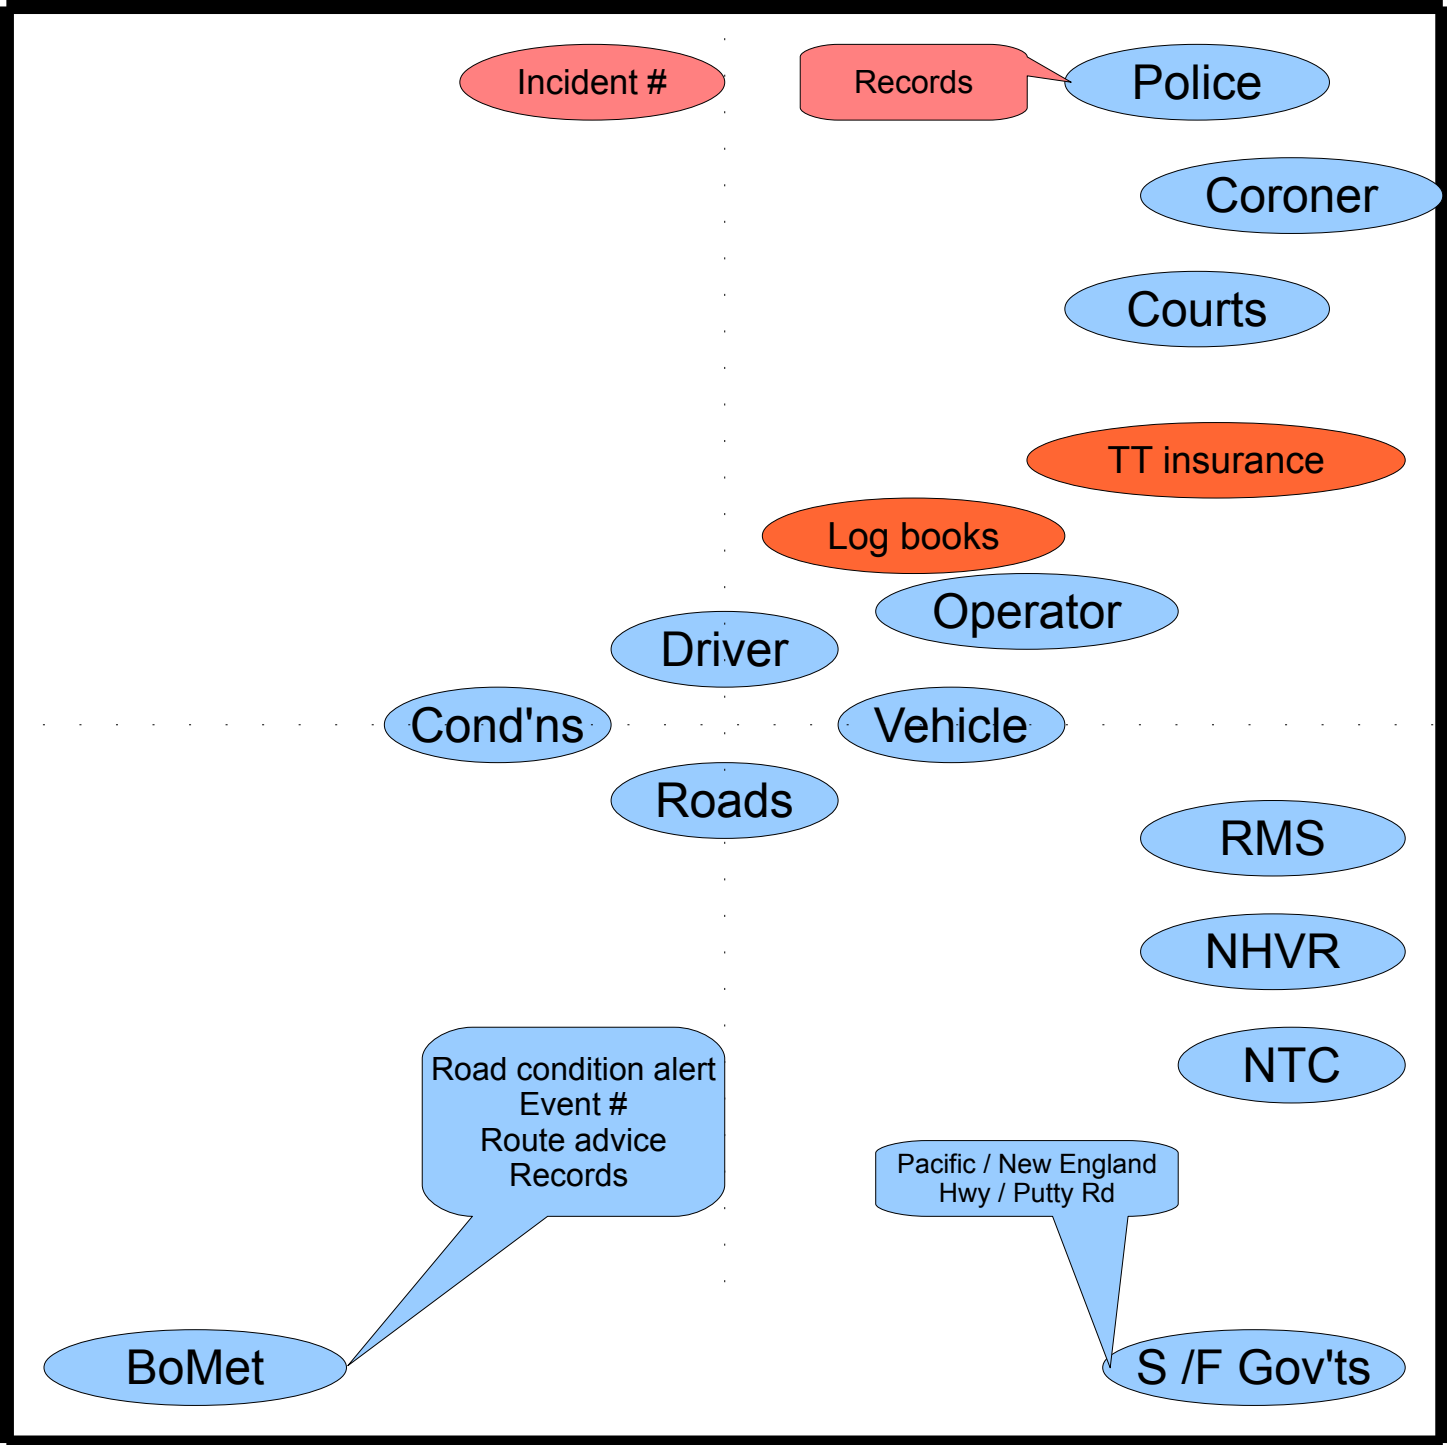 Incident #
Records
Police
Coroner
Courts
TT insurance
Log books
Operator
Driver
Cond'ns
Vehicle
Roads
RMS
NHVR
NTC
Road condition alert
Event #
Route advice
Records
Pacific / New England
Hwy / Putty Rd
BoMet
S /F Gov'ts